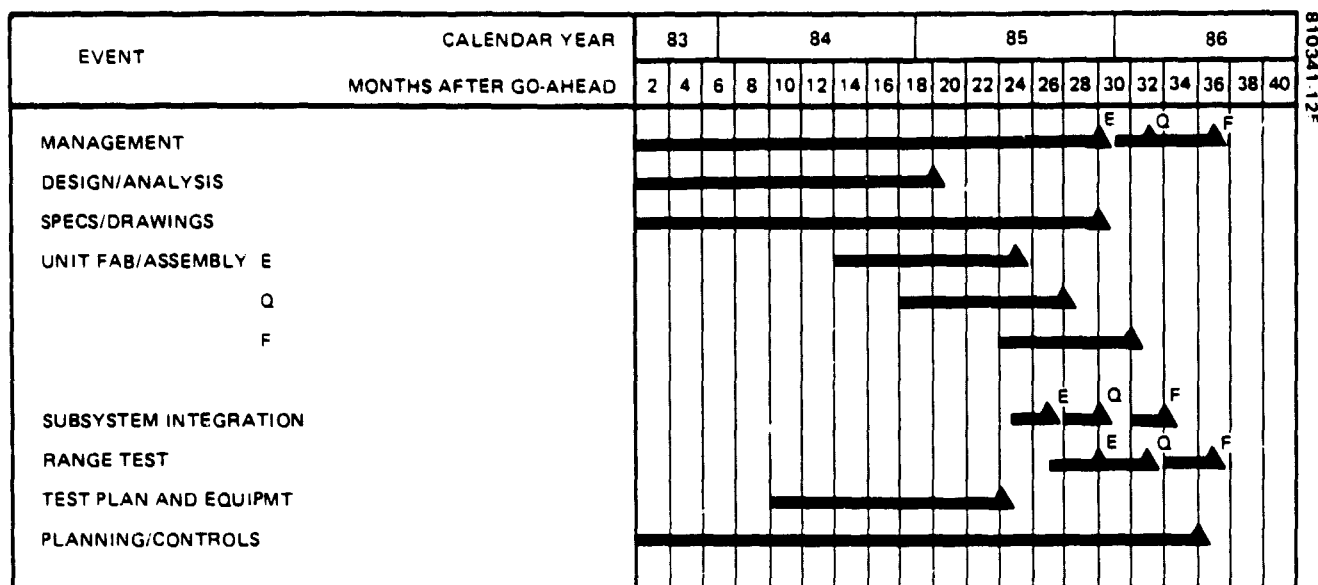 EVENT
CALENDAR YEAR 83 84 85 86
MONTHS AFTER GO-AHEAD 2 4 6 8 10 12 14 16 18 20 22 24 26 28 30 32 34 36 38 40
810341-12F
MANAGEMENT E Q F
DESIGN/ANALYSIS
SPECS/DRAWINGS
UNIT FAB/ASSEMBLY E
Q
F
SUBSYSTEM INTEGRATION E Q F
RANGE TEST E Q F
TEST PLAN AND EQUIPMT
PLANNING/CONTROLS